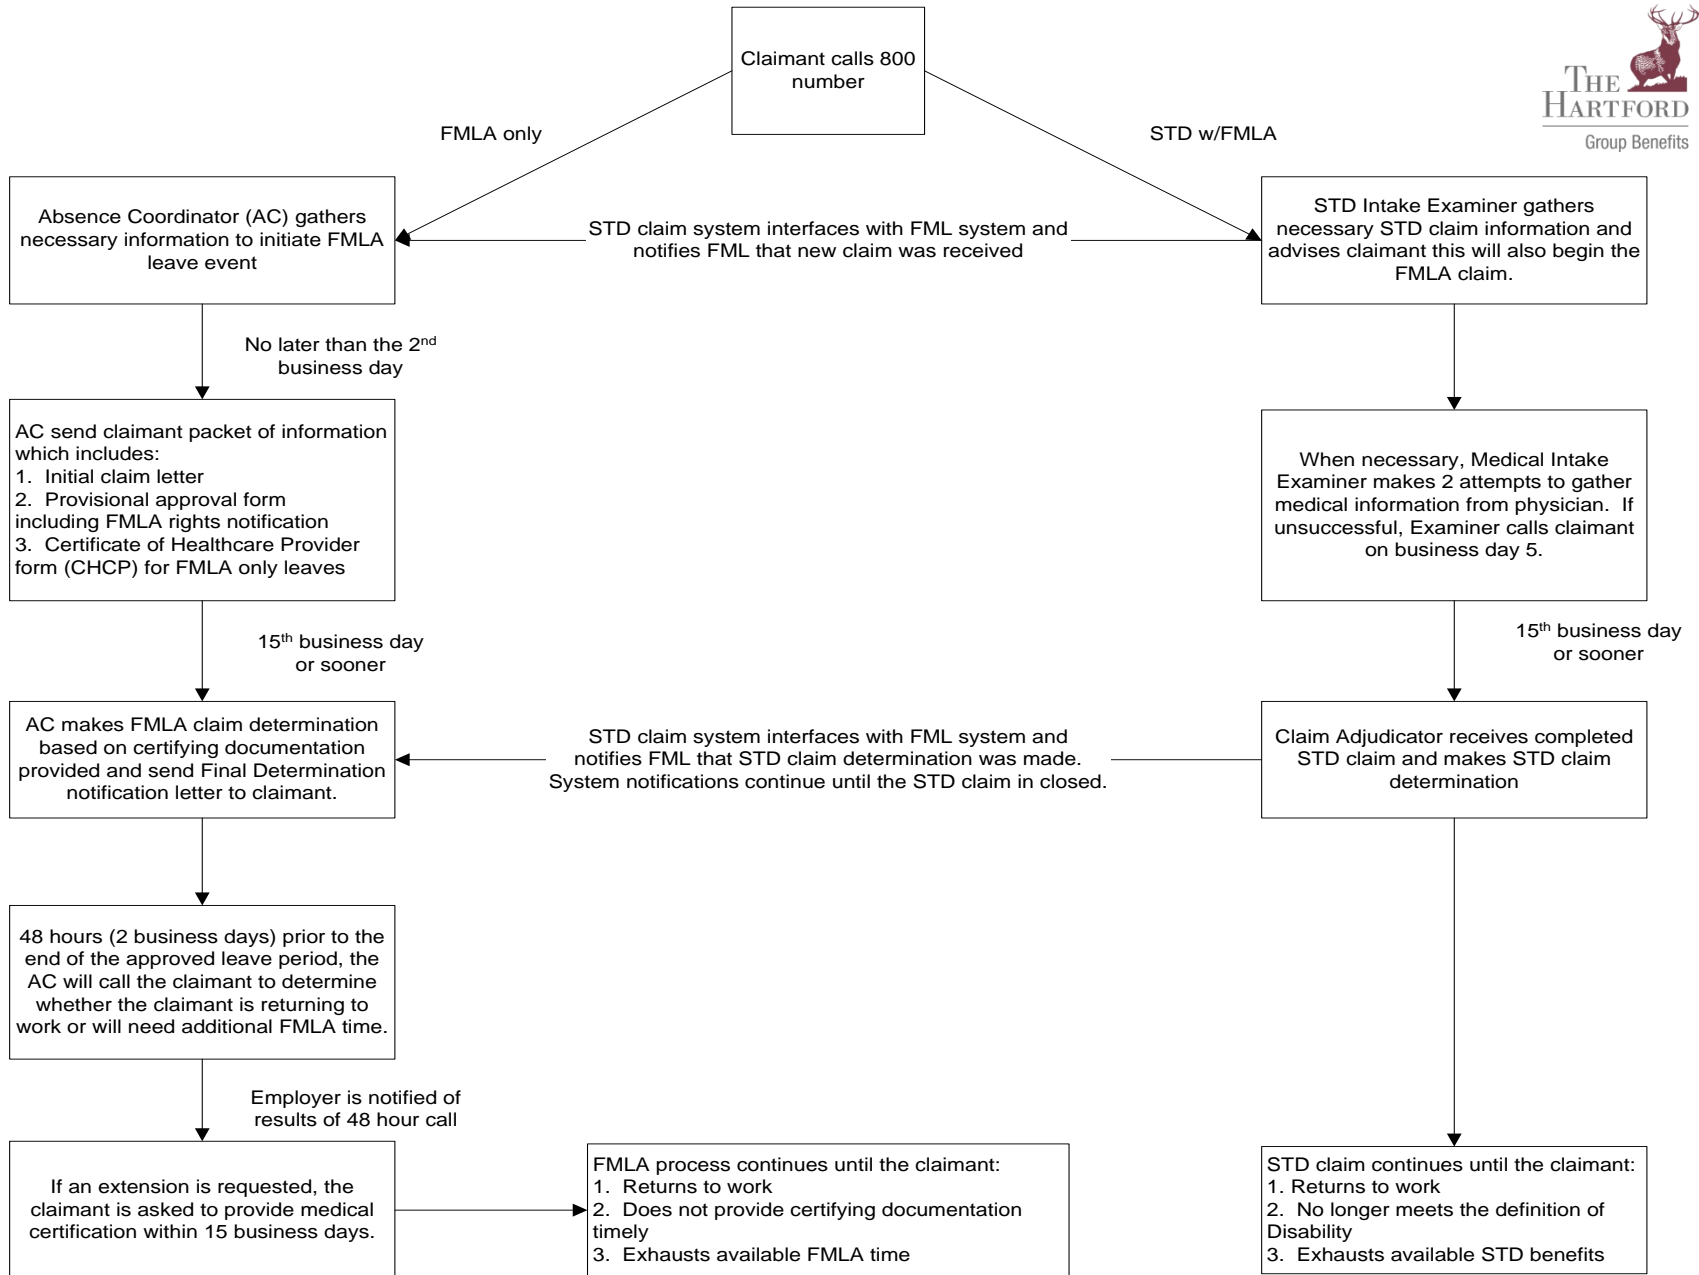 Claimant calls 800
number
THE
HARTFORD
Group Benefits
FMLA only
STD w/FMLA
Absence Coordinator (AC) gathers
necessary information to initiate FMLA
leave event
STD claim system interfaces with FML system and
notifies FML that new claim was received
STD Intake Examiner gathers
necessary STD claim information and
advises claimant this will also begin the
FMLA claim.
No later than the 2nd
business day
AC send claimant packet of information
which includes:
1. Initial claim letter
2. Provisional approval form
including FMLA rights notification
3. Certificate of Healthcare Provider
form (CHCP) for FMLA only leaves
When necessary, Medical Intake
Examiner makes 2 attempts to gather
medical information from physician. If
unsuccessful, Examiner calls claimant
on business day 5.
15th business day
or sooner
15th business day
or sooner
AC makes FMLA claim determination
based on certifying documentation
provided and send Final Determination
notification letter to claimant.
STD claim system interfaces with FML system and
notifies FML that STD claim determination was made.
System notifications continue until the STD claim in closed.
Claim Adjudicator receives completed
STD claim and makes STD claim
determination
48 hours (2 business days) prior to the
end of the approved leave period, the
AC will call the claimant to determine
whether the claimant is returning to
work or will need additional FMLA time.
Employer is notified of
results of 48 hour call
If an extension is requested, the
claimant is asked to provide medical
certification within 15 business days.
FMLA process continues until the claimant:
1. Returns to work
2. Does not provide certifying documentation
timely
3. Exhausts available FMLA time
STD claim continues until the claimant:
1. Returns to work
2. No longer meets the definition of
Disability
3. Exhausts available STD benefits